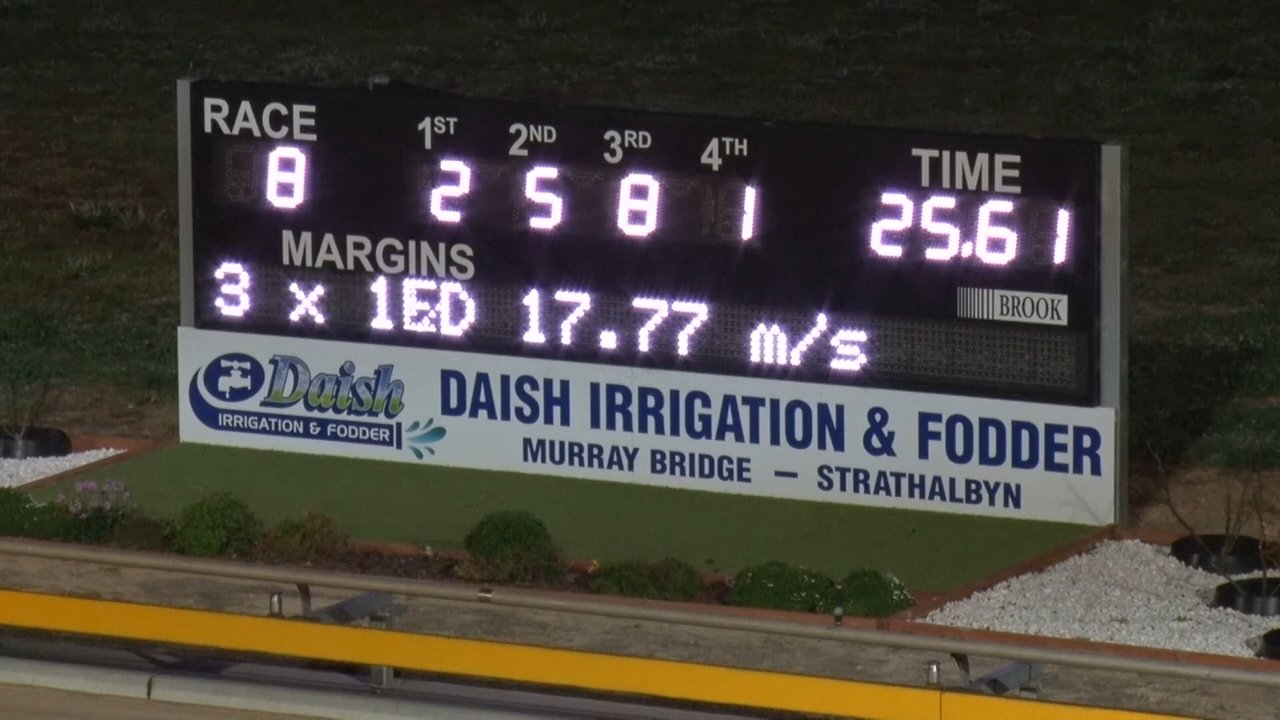 RACE 1ST 2ND 3RD 4TH TIME
8 2 5 8 1 25.61
MARGINS
3 x 1ED 17.77 m/s
BROOK
Daish
IRRIGATION & FODDER
DAISH IRRIGATION & FODDER
MURRAY BRIDGE – STRATHALBYN